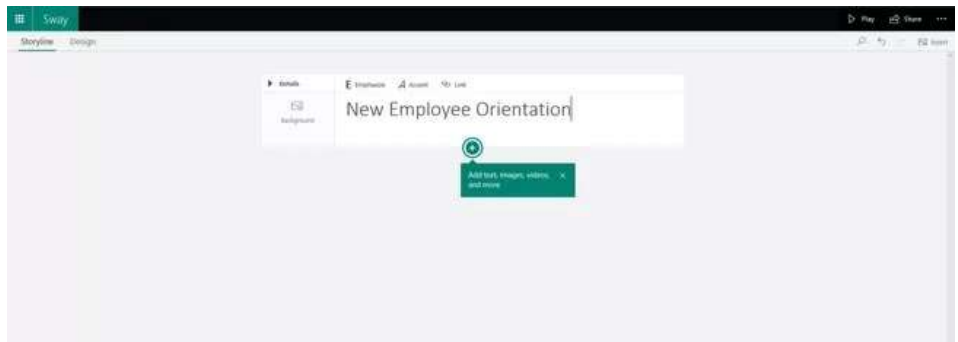 Sway
Play Share
Storyline Design
Details
E Emphasize A Accent Link
Background
New Employee Orientation
Add text, images, videos,
and more